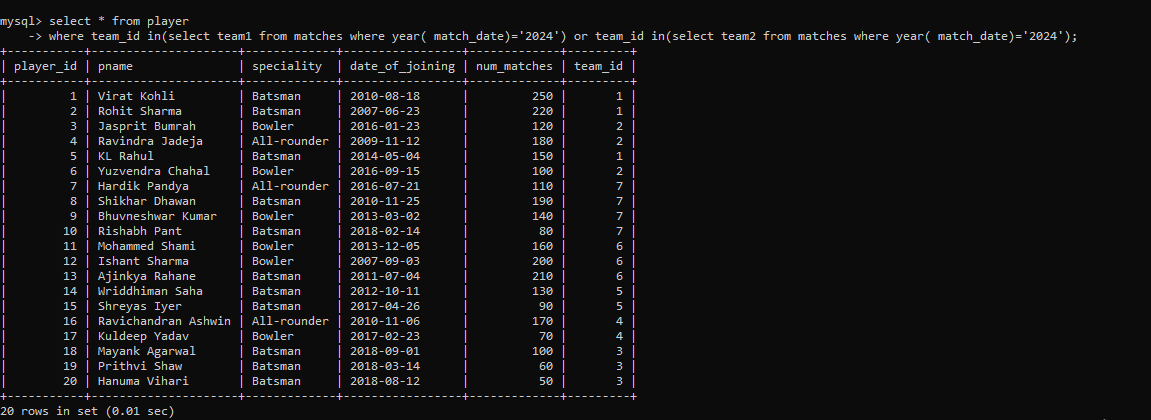 mysql> select * from player
    -> where team_id in(select team1 from matches where year( match_date)='2024') or team_id in(select team2 from matches where year( match_date)='2024');
+-----------+--------------------+-------------+-----------------+-------------+---------+
| player_id | pname              | speciality  | date_of_joining | num_matches | team_id |
+-----------+--------------------+-------------+-----------------+-------------+---------+
|         1 | Virat Kohli        | Batsman     | 2010-08-18      |         250 |       1 |
|         2 | Rohit Sharma       | Batsman     | 2007-06-23      |         220 |       1 |
|         3 | Jasprit Bumrah     | Bowler      | 2016-01-23      |         120 |       2 |
|         4 | Ravindra Jadeja    | All-rounder | 2009-11-12      |         180 |       2 |
|         5 | KL Rahul           | Batsman     | 2014-05-04      |         150 |       1 |
|         6 | Yuzvendra Chahal   | Bowler      | 2016-09-15      |         100 |       2 |
|         7 | Hardik Pandya      | All-rounder | 2016-07-21      |         110 |       7 |
|         8 | Shikhar Dhawan     | Batsman     | 2010-11-25      |         190 |       7 |
|         9 | Bhuvneshwar Kumar  | Bowler      | 2013-03-02      |         140 |       7 |
|        10 | Rishabh Pant       | Batsman     | 2018-02-14      |          80 |       7 |
|        11 | Mohammed Shami     | Bowler      | 2013-12-05      |         160 |       6 |
|        12 | Ishant Sharma      | Bowler      | 2007-09-03      |         200 |       6 |
|        13 | Ajinkya Rahane     | Batsman     | 2011-07-04      |         210 |       6 |
|        14 | Wriddhiman Saha    | Batsman     | 2012-10-11      |         130 |       5 |
|        15 | Shreyas Iyer       | Batsman     | 2017-04-26      |          90 |       5 |
|        16 | Ravichandran Ashwin | All-rounder | 2010-11-06      |         170 |       4 |
|        17 | Kuldeep Yadav      | Bowler      | 2017-02-23      |          70 |       4 |
|        18 | Mayank Agarwal     | Batsman     | 2018-09-01      |         100 |       3 |
|        19 | Prithvi Shaw       | Batsman     | 2018-03-14      |          60 |       3 |
|        20 | Hanuma Vihari      | Batsman     | 2018-08-12      |          50 |       3 |
+-----------+--------------------+-------------+-----------------+-------------+---------+
20 rows in set (0.01 sec)